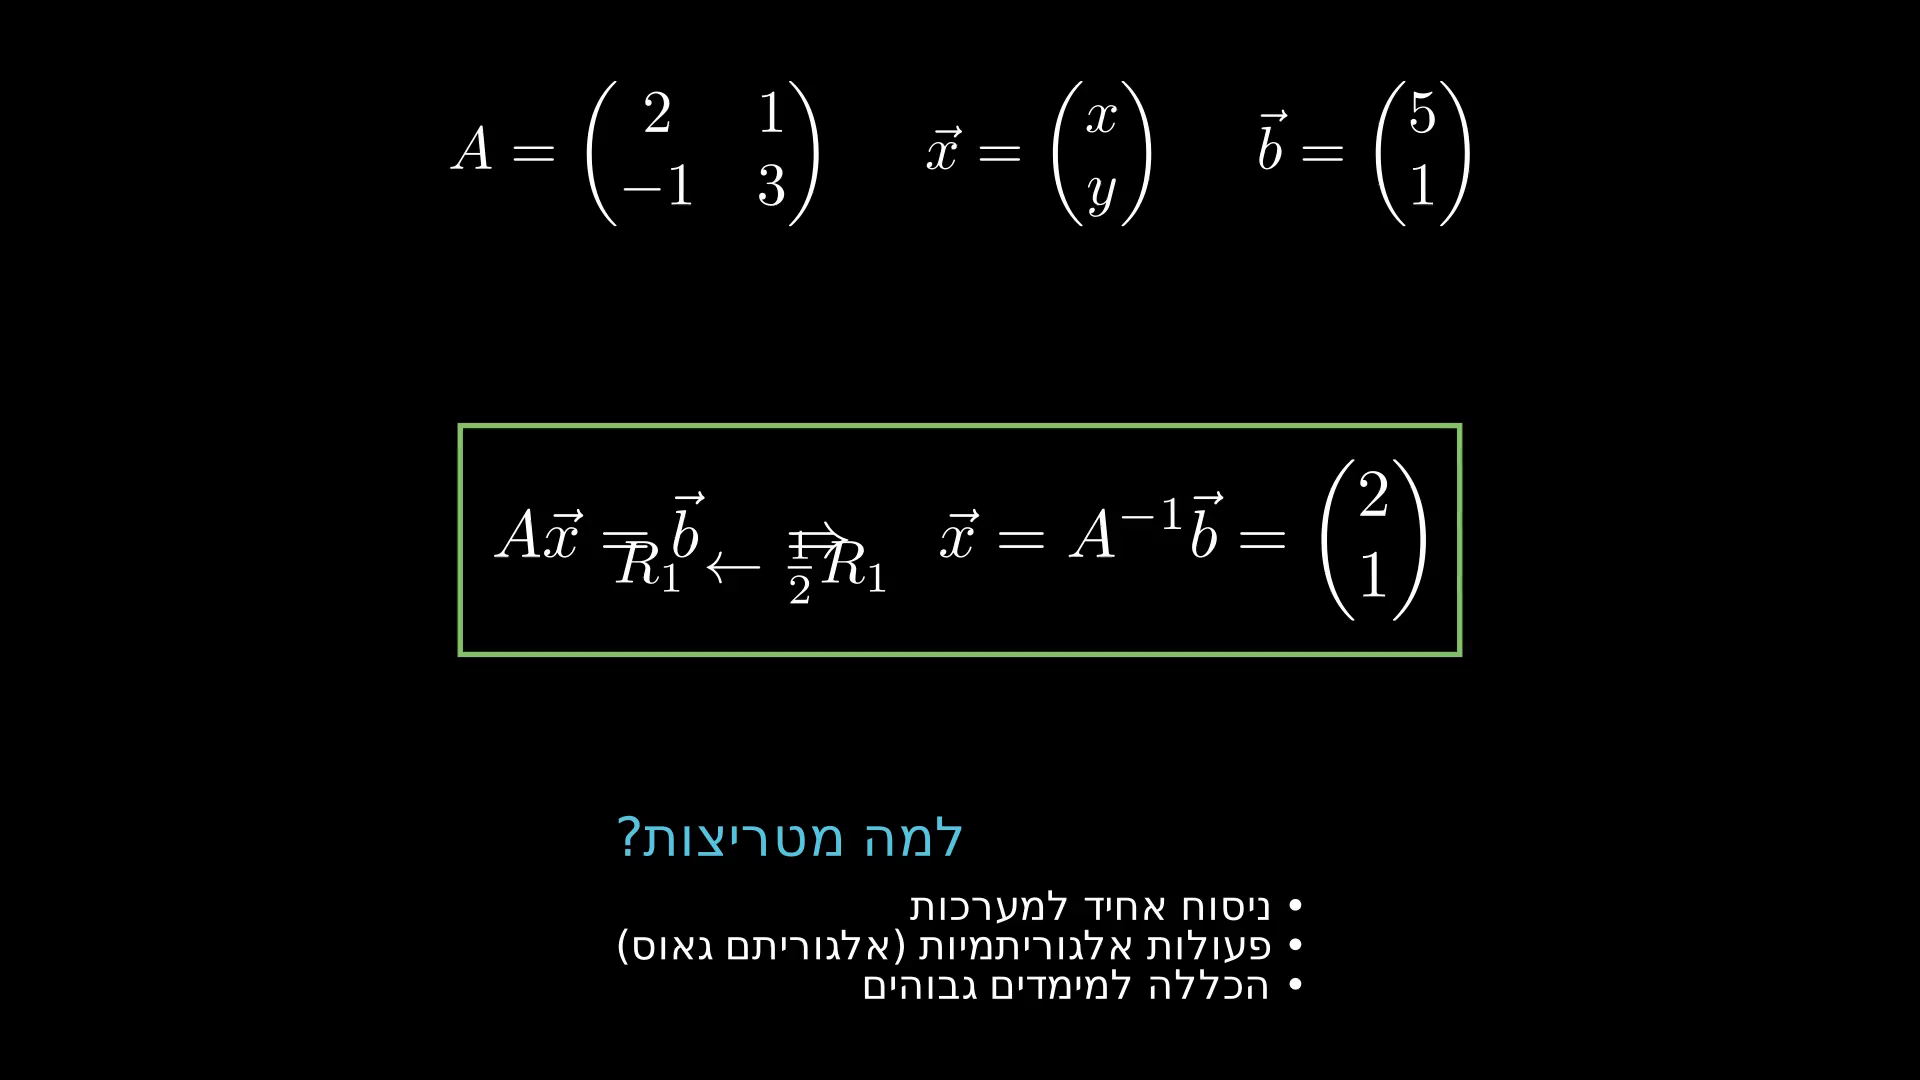 A = ( 2 1 ; −1 3 )   x⃗ = ( x ; y )   b⃗ = ( 5 ; 1 )
Ax⃗ = b⃗ ⇒ x⃗ = A⁻¹b⃗ = ( 2 ; 1 )
R₁ ← ½R₁
למה מטריצות?
• ניסוח אחיד למערכות
• פעולות אלגוריתמיות (אלגוריתם גאוס)
• הכללה למימדים גבוהים